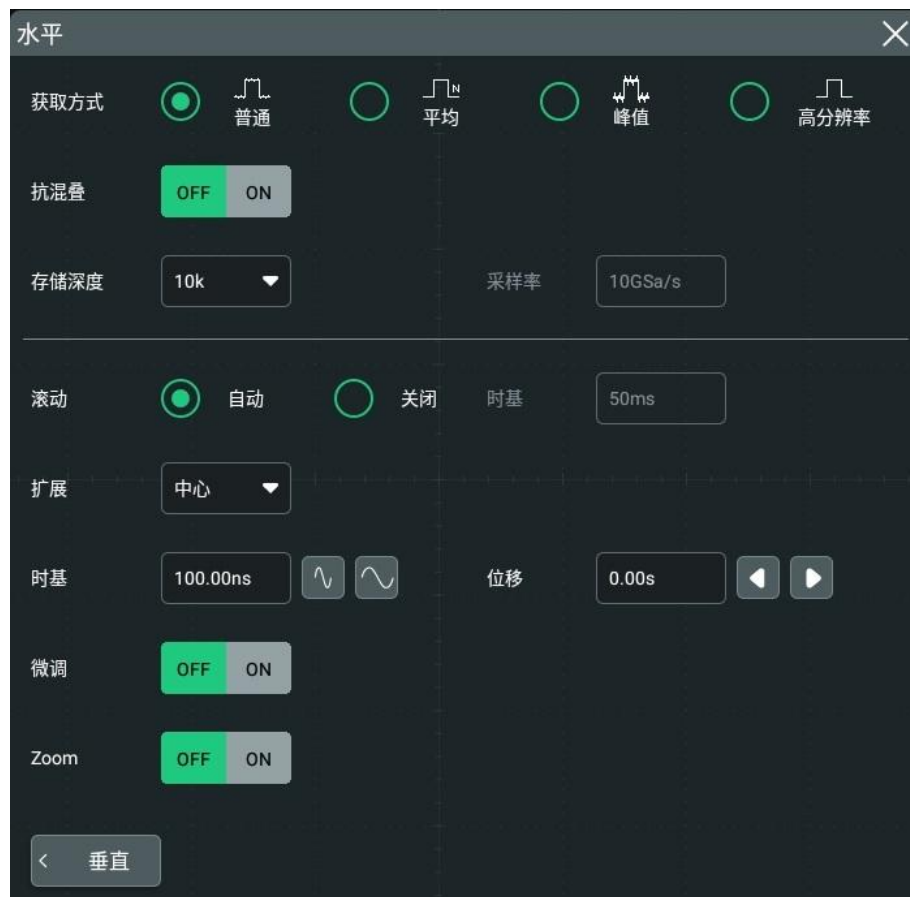 水平
获取方式 普通 平均 峰值 高分辨率
抗混叠 OFF ON
存储深度 10k 采样率 10GSa/s
滚动 自动 关闭 时基 50ms
扩展 中心
时基 100.00ns 位移 0.00s
微调 OFF ON
Zoom OFF ON
垂直